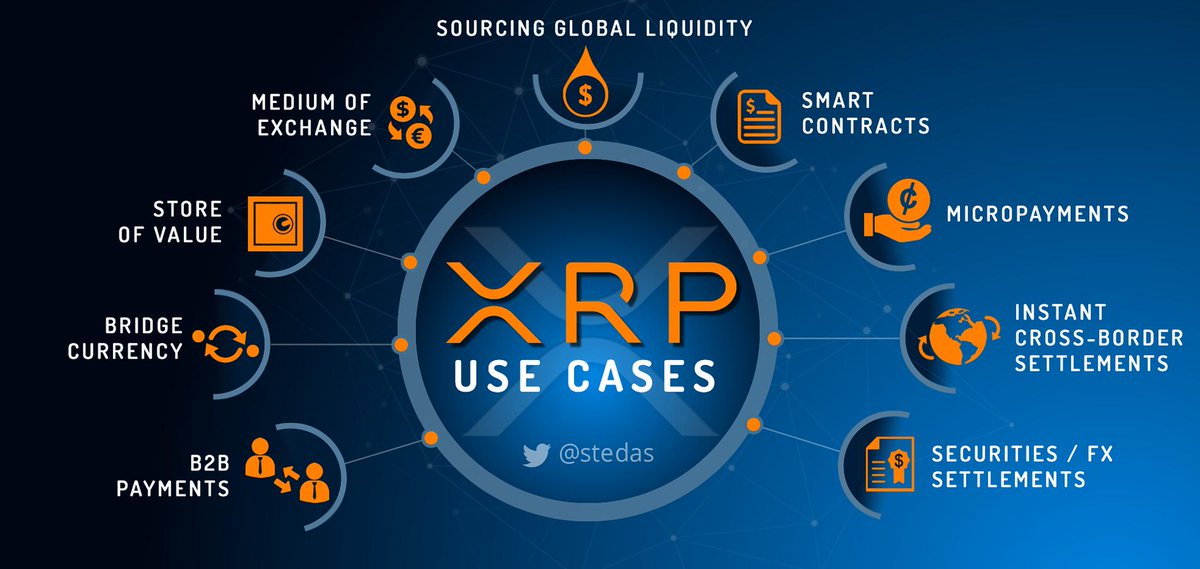 SOURCING GLOBAL LIQUIDITY
MEDIUM OF
EXCHANGE
SMART
CONTRACTS
STORE
OF VALUE
MICROPAYMENTS
BRIDGE
CURRENCY
INSTANT
CROSS-BORDER
SETTLEMENTS
B2B
PAYMENTS
SECURITIES / FX
SETTLEMENTS
XRP
USE CASES
@stedas